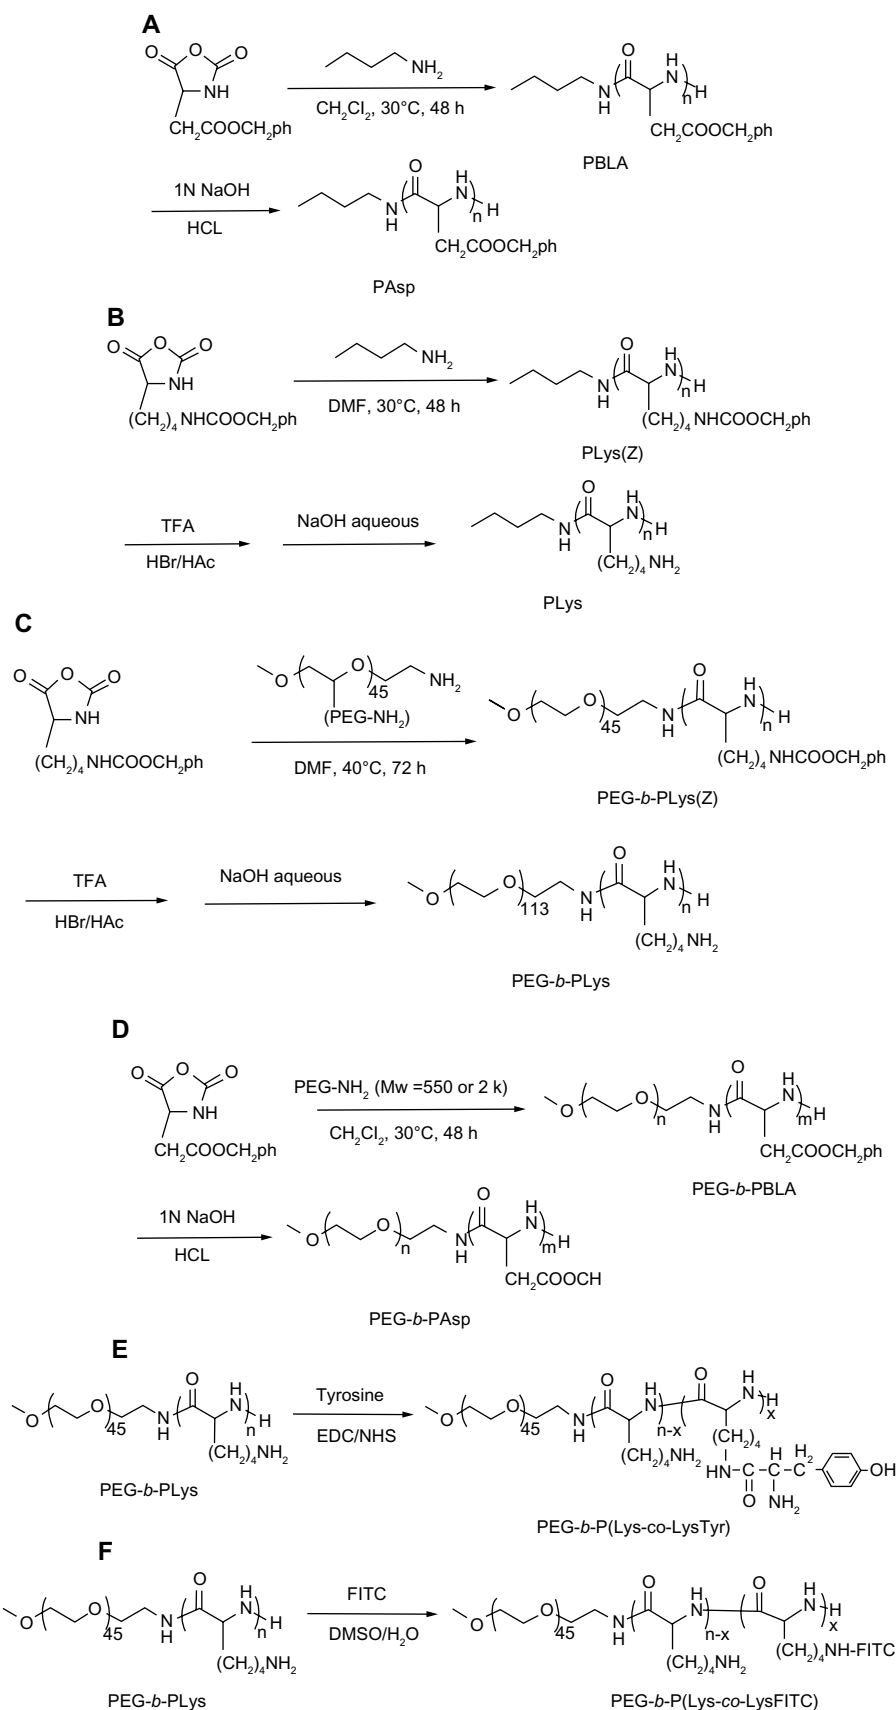 A
O O O
NH
CH2COOCH2ph
NH2
CH2Cl2, 30°C, 48 h
N
H
O
H
N
n H
CH2COOCH2ph
PBLA
1N NaOH
HCL
N
H
O
H
N
n H
CH2COOCH2ph
PAsp
B
O O O
NH
(CH2)4 NHCOOCH2ph
NH2
DMF, 30°C, 48 h
N
H
O
H
N
n H
(CH2)4 NHCOOCH2ph
PLys(Z)
TFA
HBr/HAc
NaOH aqueous
N
H
O
H
N
n H
(CH2)4 NH2
PLys
C
O O O
NH
(CH2)4 NHCOOCH2ph
O ( O )45 NH2
(PEG-NH2)
DMF, 40°C, 72 h
O ( O )45 N
H
O
H
N
n H
(CH2)4 NHCOOCH2ph
PEG-b-PLys(Z)
TFA
HBr/HAc
NaOH aqueous
O ( O )113 N
H
O
H
N
n H
(CH2)4 NH2
PEG-b-PLys
D
O O O
NH
CH2COOCH2ph
PEG-NH2 (Mw =550 or 2 k)
CH2Cl2, 30°C, 48 h
O ( O )n N
H
O
H
N
m H
CH2COOCH2ph
PEG-b-PBLA
1N NaOH
HCL
O ( O )n N
H
O
H
N
m H
CH2COOCH
PEG-b-PAsp
E
O ( O )45 N
H
O
H
N
n H
(CH2)4NH2
PEG-b-PLys
Tyrosine
EDC/NHS
O ( O )45 N
H
O
H
N
n-x
(CH2)4NH2
O
H
N
H
x
(CH2)4
HN C C C OH
H H2
O NH2
PEG-b-P(Lys-co-LysTyr)
F
O ( O )45 N
H
O
H
N
n H
(CH2)4NH2
PEG-b-PLys
FITC
DMSO/H2O
O ( O )45 N
H
O
H
N
n-x
(CH2)4NH2
O
H
N
H
x
(CH2)4NH-FITC
PEG-b-P(Lys-co-LysFITC)